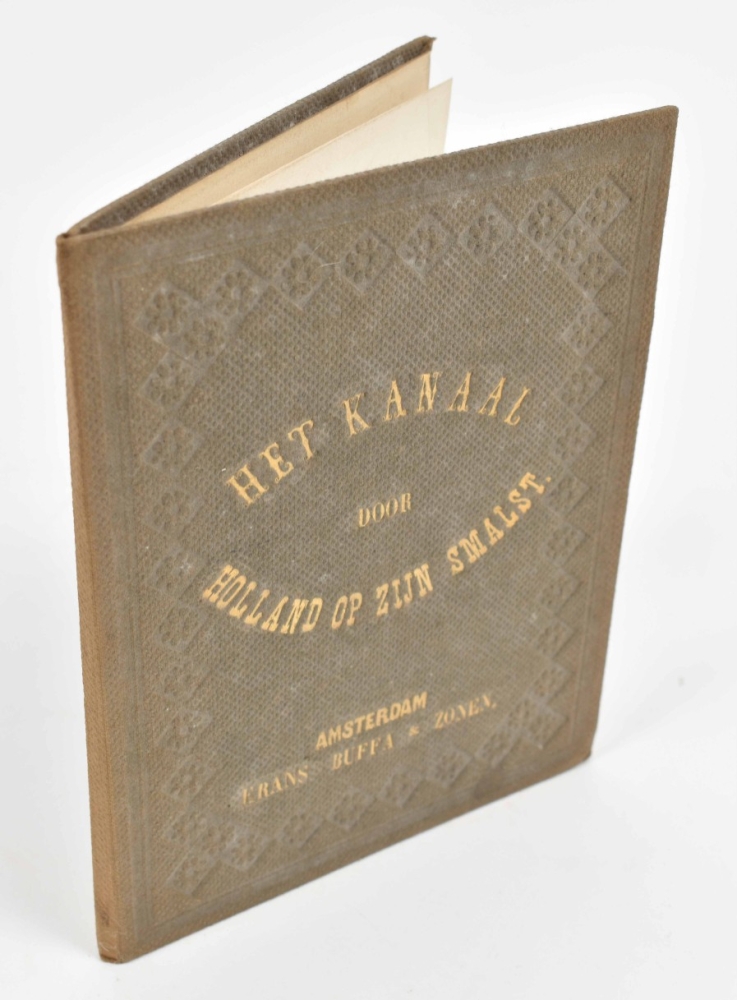 HET KANAAL
DOOR
HOLLAND OP ZIJN SMALST.
AMSTERDAM
FRANS BUFFA & ZONEN.